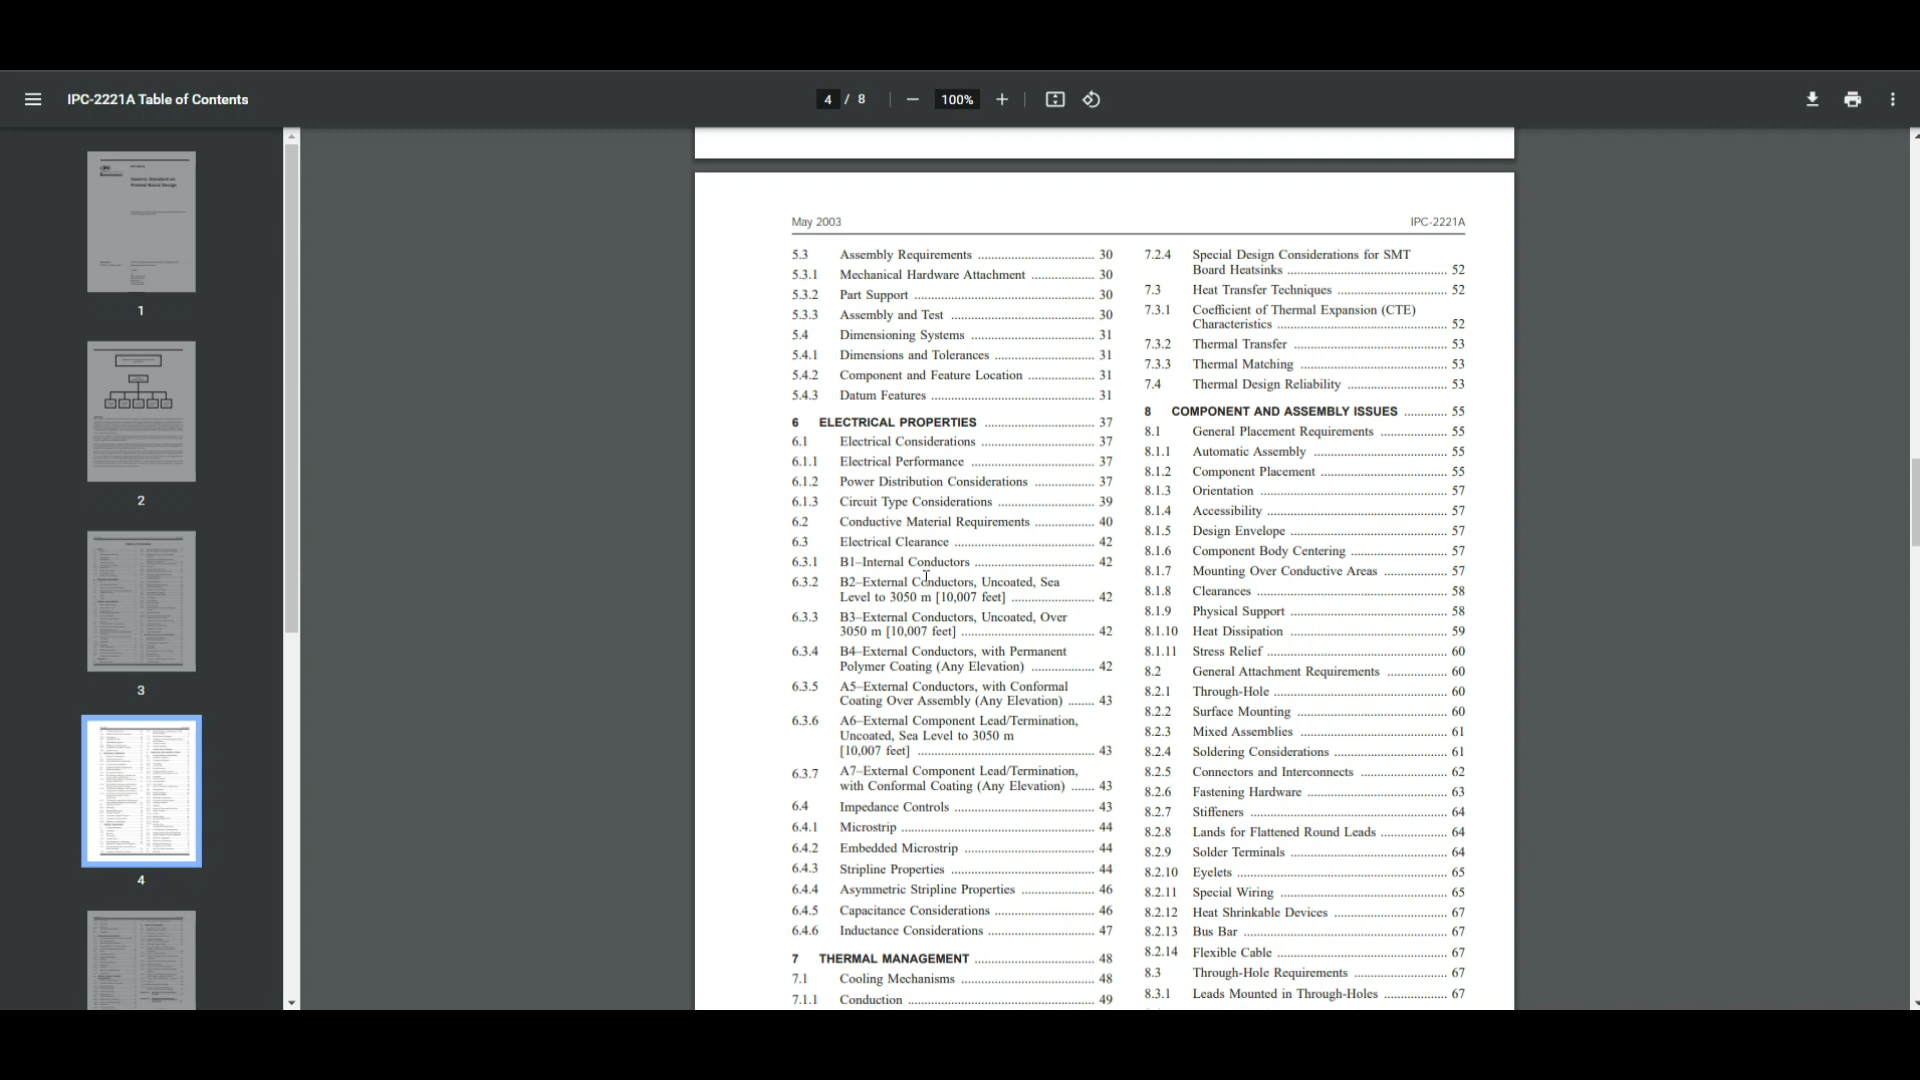 IPC-2221A Table of Contents
4 / 8
100%
1
2
3
4
May 2003
IPC-2221A
5.3 Assembly Requirements 30
5.3.1 Mechanical Hardware Attachment 30
5.3.2 Part Support 30
5.3.3 Assembly and Test 30
5.4 Dimensioning Systems 31
5.4.1 Dimensions and Tolerances 31
5.4.2 Component and Feature Location 31
5.4.3 Datum Features 31
6 ELECTRICAL PROPERTIES 37
6.1 Electrical Considerations 37
6.1.1 Electrical Performance 37
6.1.2 Power Distribution Considerations 37
6.1.3 Circuit Type Considerations 39
6.2 Conductive Material Requirements 40
6.3 Electrical Clearance 42
6.3.1 B1–Internal Conductors 42
6.3.2 B2–External Conductors, Uncoated, Sea
Level to 3050 m [10,007 feet] 42
6.3.3 B3–External Conductors, Uncoated, Over
3050 m [10,007 feet] 42
6.3.4 B4–External Conductors, with Permanent
Polymer Coating (Any Elevation) 42
6.3.5 A5–External Conductors, with Conformal
Coating Over Assembly (Any Elevation) 43
6.3.6 A6–External Component Lead/Termination,
Uncoated, Sea Level to 3050 m
[10,007 feet] 43
6.3.7 A7–External Component Lead/Termination,
with Conformal Coating (Any Elevation) 43
6.4 Impedance Controls 43
6.4.1 Microstrip 44
6.4.2 Embedded Microstrip 44
6.4.3 Stripline Properties 44
6.4.4 Asymmetric Stripline Properties 46
6.4.5 Capacitance Considerations 46
6.4.6 Inductance Considerations 47
7 THERMAL MANAGEMENT 48
7.1 Cooling Mechanisms 48
7.1.1 Conduction 49
7.2.4 Special Design Considerations for SMT
Board Heatsinks 52
7.3 Heat Transfer Techniques 52
7.3.1 Coefficient of Thermal Expansion (CTE)
Characteristics 52
7.3.2 Thermal Transfer 53
7.3.3 Thermal Matching 53
7.4 Thermal Design Reliability 53
8 COMPONENT AND ASSEMBLY ISSUES 55
8.1 General Placement Requirements 55
8.1.1 Automatic Assembly 55
8.1.2 Component Placement 55
8.1.3 Orientation 57
8.1.4 Accessibility 57
8.1.5 Design Envelope 57
8.1.6 Component Body Centering 57
8.1.7 Mounting Over Conductive Areas 57
8.1.8 Clearances 58
8.1.9 Physical Support 58
8.1.10 Heat Dissipation 59
8.1.11 Stress Relief 60
8.2 General Attachment Requirements 60
8.2.1 Through-Hole 60
8.2.2 Surface Mounting 60
8.2.3 Mixed Assemblies 61
8.2.4 Soldering Considerations 61
8.2.5 Connectors and Interconnects 62
8.2.6 Fastening Hardware 63
8.2.7 Stiffeners 64
8.2.8 Lands for Flattened Round Leads 64
8.2.9 Solder Terminals 64
8.2.10 Eyelets 65
8.2.11 Special Wiring 65
8.2.12 Heat Shrinkable Devices 67
8.2.13 Bus Bar 67
8.2.14 Flexible Cable 67
8.3 Through-Hole Requirements 67
8.3.1 Leads Mounted in Through-Holes 67